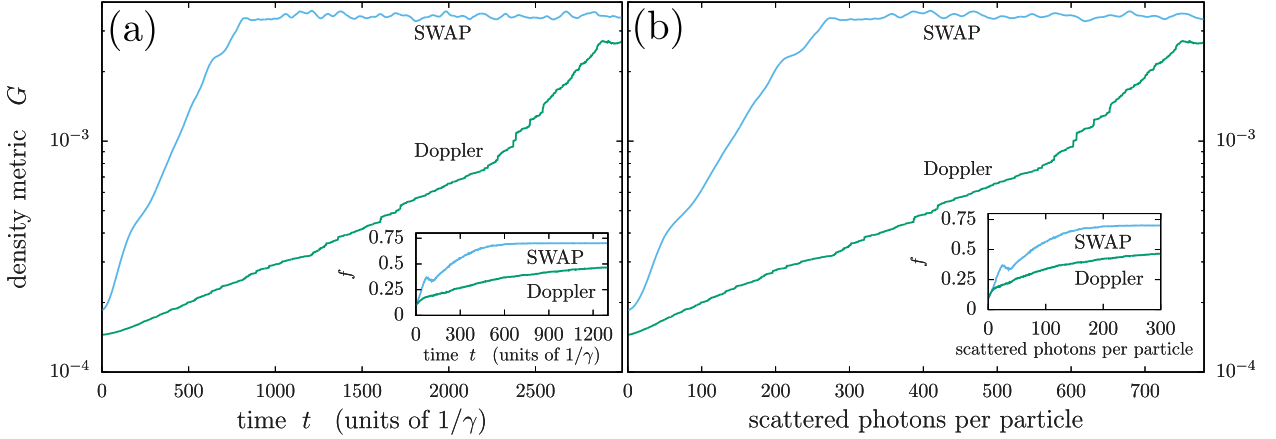 (a)
SWAP
Doppler
density metric G
10⁻³
10⁻⁴
0 500 1000 1500 2000 2500
time t (units of 1/γ)
f
0.75
0.5
0.25
0
SWAP
Doppler
0 300 600 900 1200
time t (units of 1/γ)
(b)
SWAP
Doppler
10⁻³
10⁻⁴
0 100 200 300 400 500 600 700
scattered photons per particle
f
0.75
0.5
0.25
0
SWAP
Doppler
0 100 200 300
scattered photons per particle